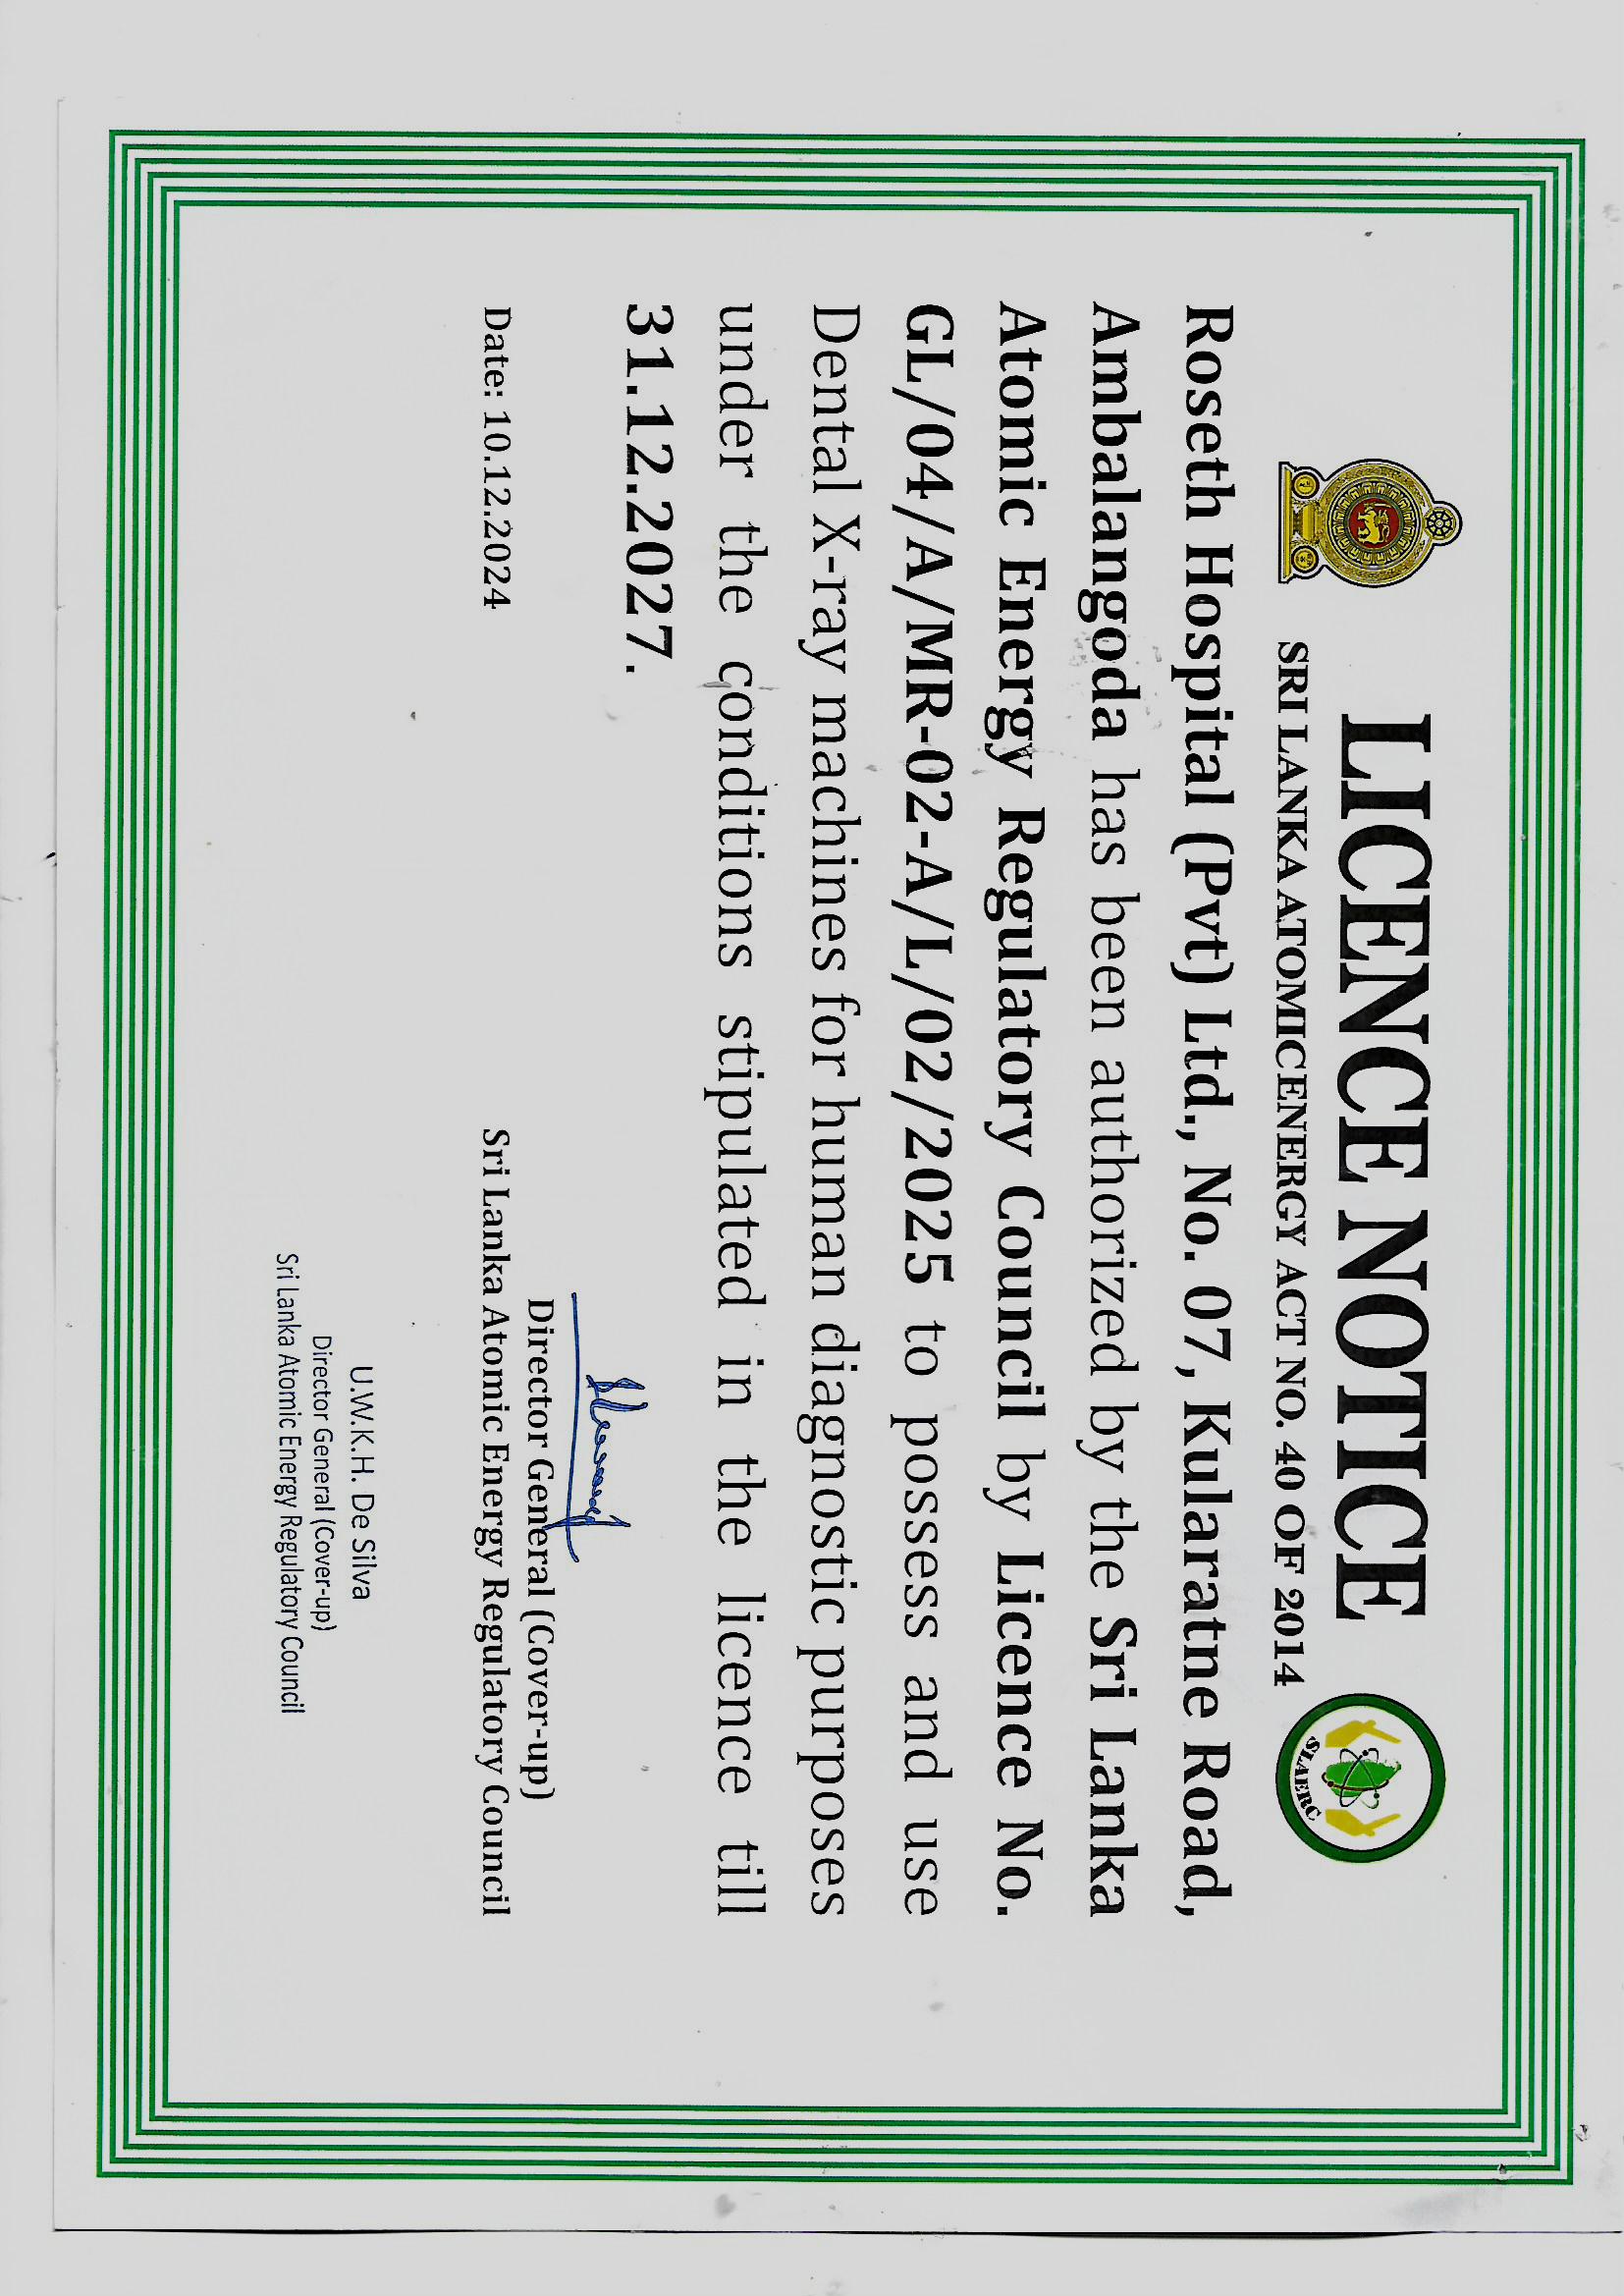 LICENCE NOTICE
SRI LANKA ATOMICENERGY ACT NO. 40 OF 2014
SLAERC
Roseth Hospital (Pvt) Ltd., No. 07, Kularatne Road,
Ambalangoda has been authorized by the Sri Lanka
Atomic Energy Regulatory Council by Licence No.
GL/04/A/MR-02-A/L/02/2025 to possess and use
Dental X-ray machines for human diagnostic purposes
under the conditions stipulated in the licence till
31.12.2027.
Director General (Cover-up)
Date: 10.12.2024 Sri Lanka Atomic Energy Regulatory Council
U.W.K.H. De Silva
Director General (Cover-up)
Sri Lanka Atomic Energy Regulatory Council